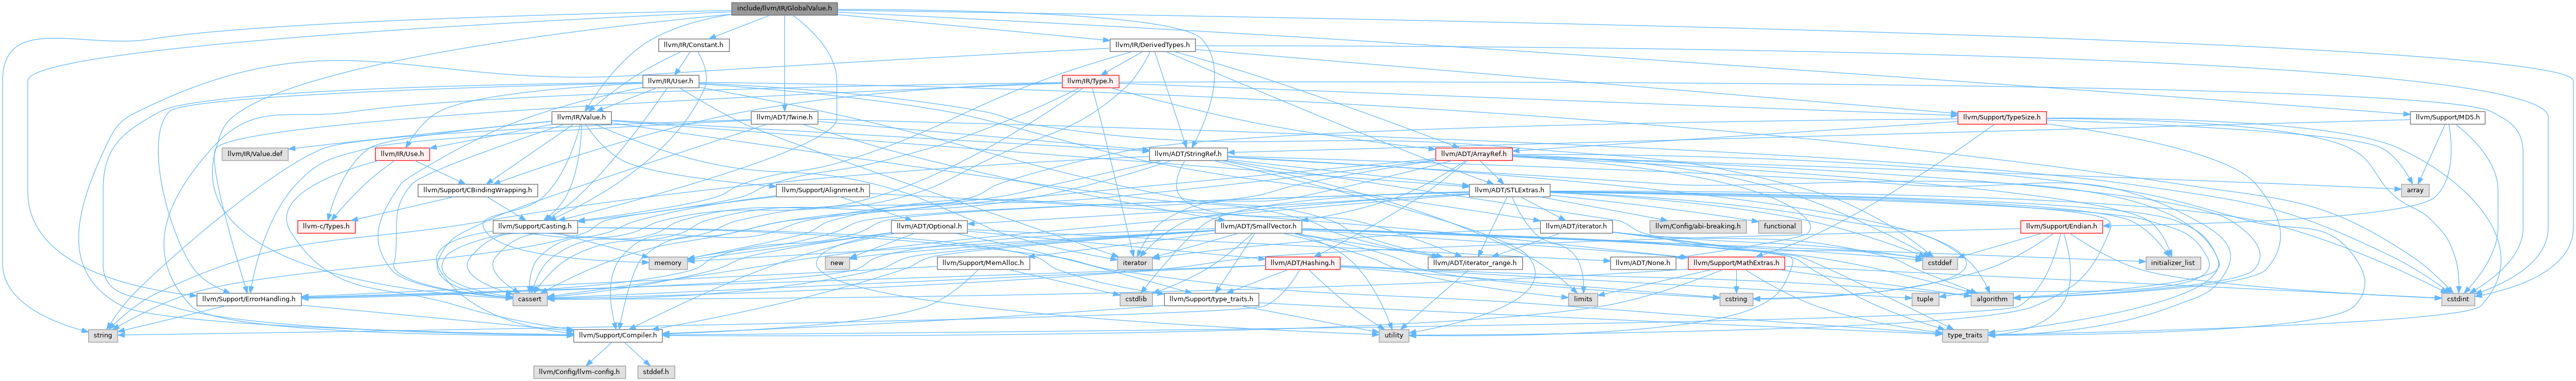 include/llvm/IR/GlobalValue.h
llvm/IR/Constant.h
llvm/IR/DerivedTypes.h
llvm/IR/User.h
llvm/IR/Type.h
llvm/IR/Value.h
llvm/ADT/Twine.h
llvm/Support/TypeSize.h
llvm/Support/MD5.h
llvm/IR/Value.def
llvm/IR/Use.h
llvm/ADT/StringRef.h
llvm/ADT/ArrayRef.h
llvm/Support/CBindingWrapping.h
llvm/Support/Alignment.h
llvm/ADT/STLExtras.h
array
llvm-c/Types.h
llvm/Support/Casting.h
llvm/ADT/Optional.h
llvm/ADT/SmallVector.h
llvm/ADT/iterator.h
llvm/Config/abi-breaking.h
functional
llvm/Support/Endian.h
memory
new
iterator
llvm/Support/MemAlloc.h
llvm/ADT/Hashing.h
llvm/ADT/iterator_range.h
llvm/ADT/None.h
llvm/Support/MathExtras.h
cstddef
initializer_list
llvm/Support/ErrorHandling.h
cassert
cstdlib
llvm/Support/type_traits.h
limits
cstring
tuple
algorithm
cstdint
string
llvm/Support/Compiler.h
utility
type_traits
llvm/Config/llvm-config.h
stddef.h